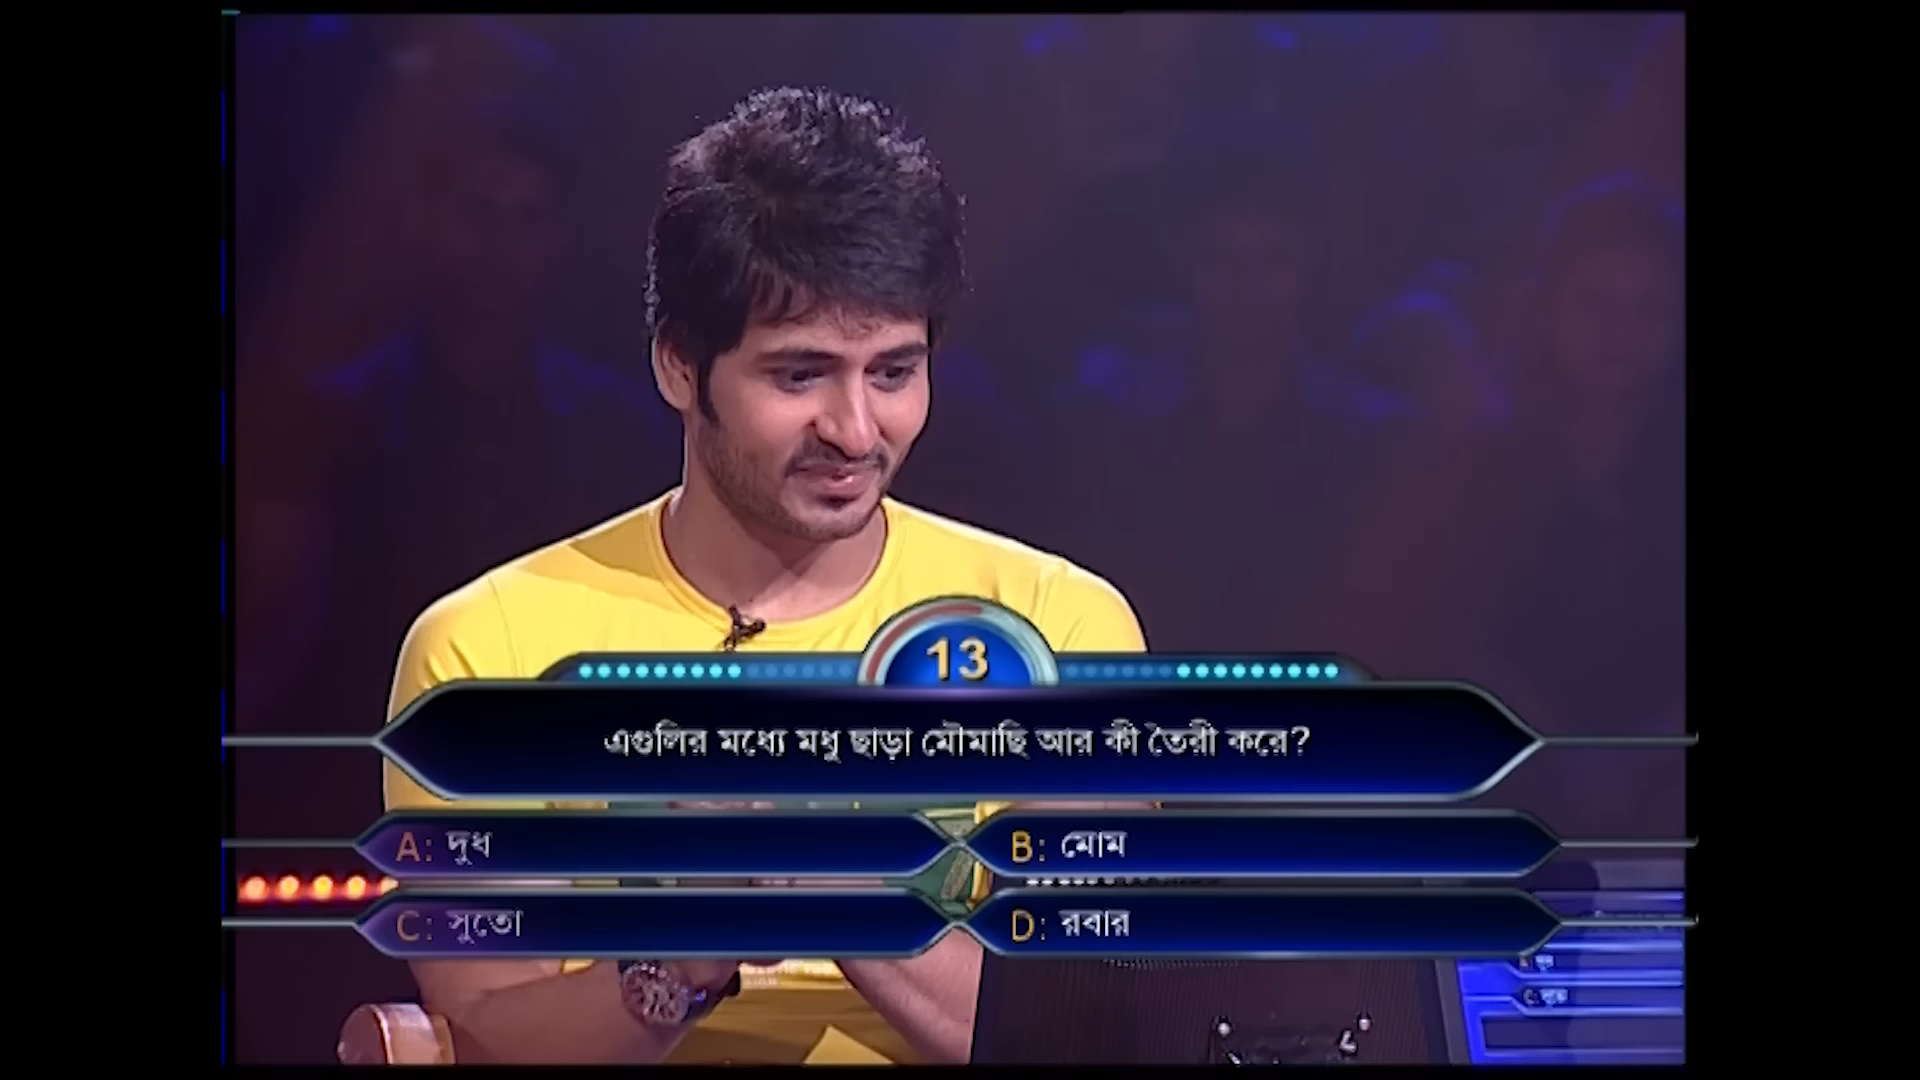 13
এগুলির মধ্যে মধু ছাড়া মৌমাছি আর কী তৈরী করে?
A: দুধ
B: মোম
C: সুতো
D: রবার